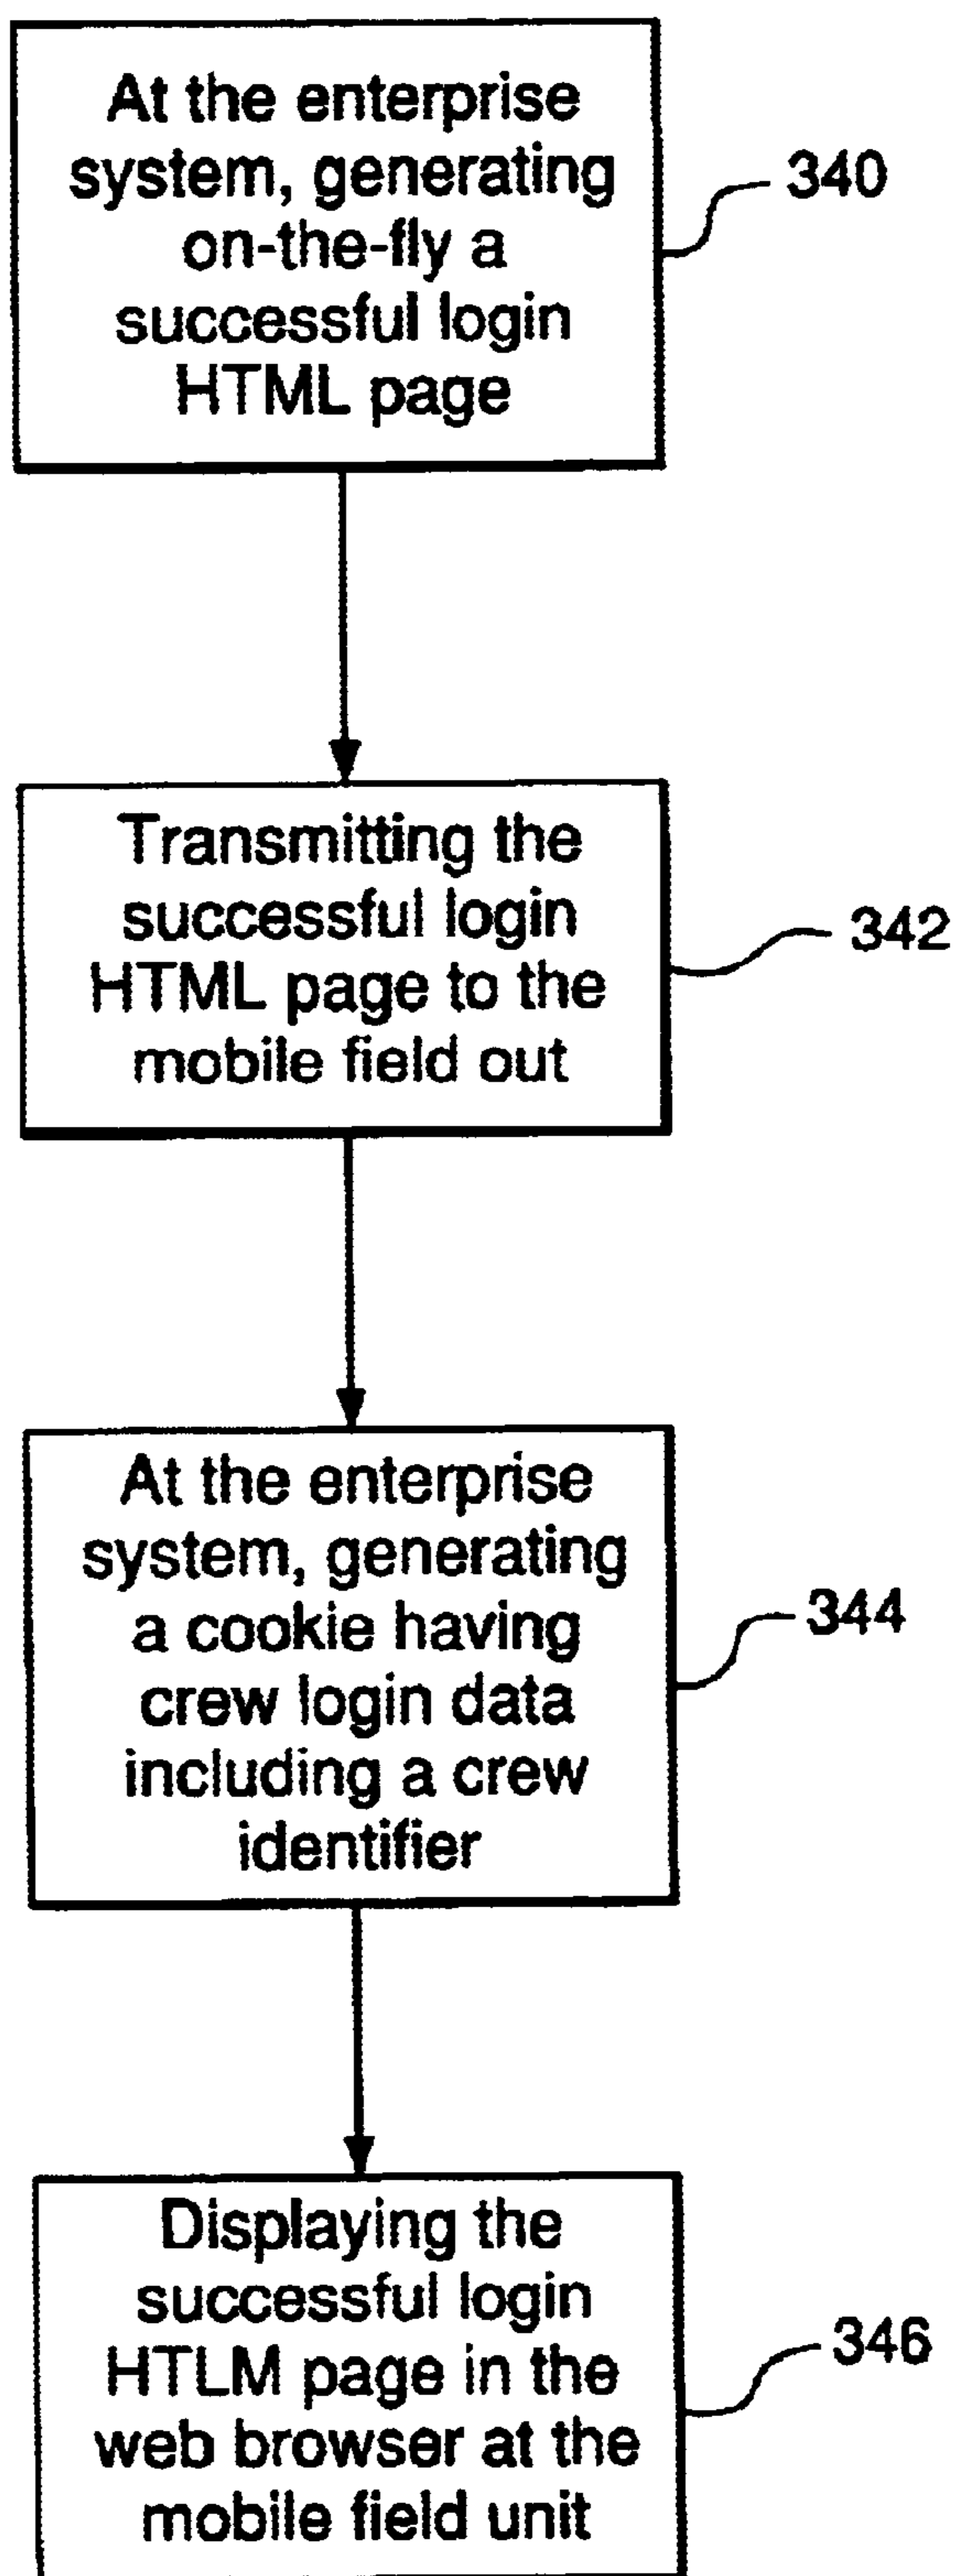 At the enterprise
system, generating
on-the-fly a
successful login
HTML page
340
Transmitting the
successful login
HTML page to the
mobile field out
342
At the enterprise
system, generating
a cookie having
crew login data
including a crew
identifier
344
Displaying the
successful login
HTLM page in the
web browser at the
mobile field unit
346